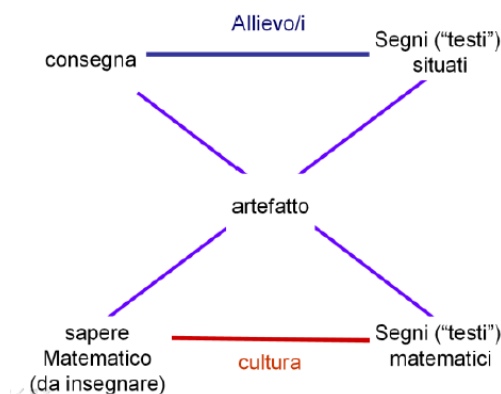 Allievo/i
consegna
Segni ("testi")
situati
artefatto
sapere
Matematico
(da insegnare)
cultura
Segni ("testi")
matematici